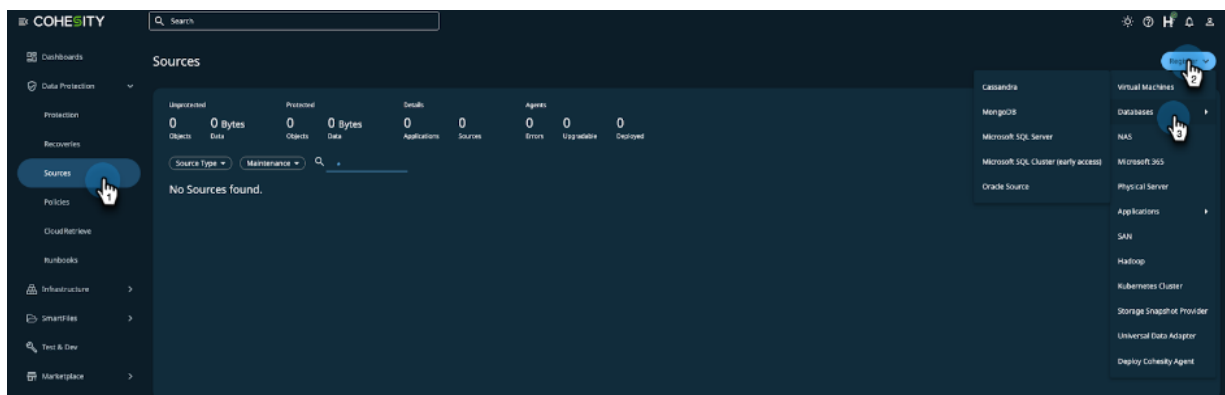 COHESITY
Search
H
Dashboards
Data Protection
Protection
Recoveries
Sources
1
Policies
CloudRetrieve
Runbooks
Infrastructure
SmartFiles
Test & Dev
Marketplace
Sources
Register
2
Unprotected
Protected
Details
Agents
0 0 Bytes 0 0 Bytes 0 0 0 0 0
Objects Data Objects Data Applications Sources Errors Upgradable Deployed
Source Type Maintenance
No Sources found.
Cassandra
MongoDB
Microsoft SQL Server
Microsoft SQL Cluster (early access)
Oracle Source
Virtual Machines
Databases
3
NAS
Microsoft 365
Physical Server
Applications
SAN
Hadoop
Kubernetes Cluster
Storage Snapshot Provider
Universal Data Adapter
Deploy Cohesity Agent